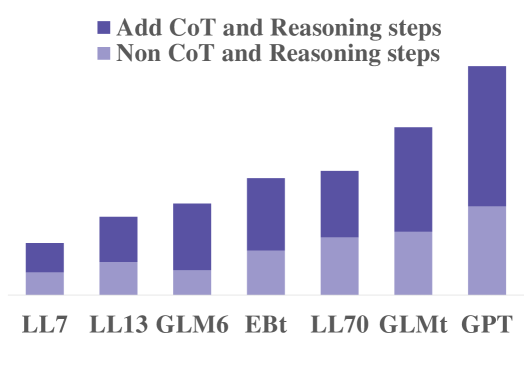 Add CoT and Reasoning steps
Non CoT and Reasoning steps
LL7 LL13 GLM6 EBt LL70 GLMt GPT